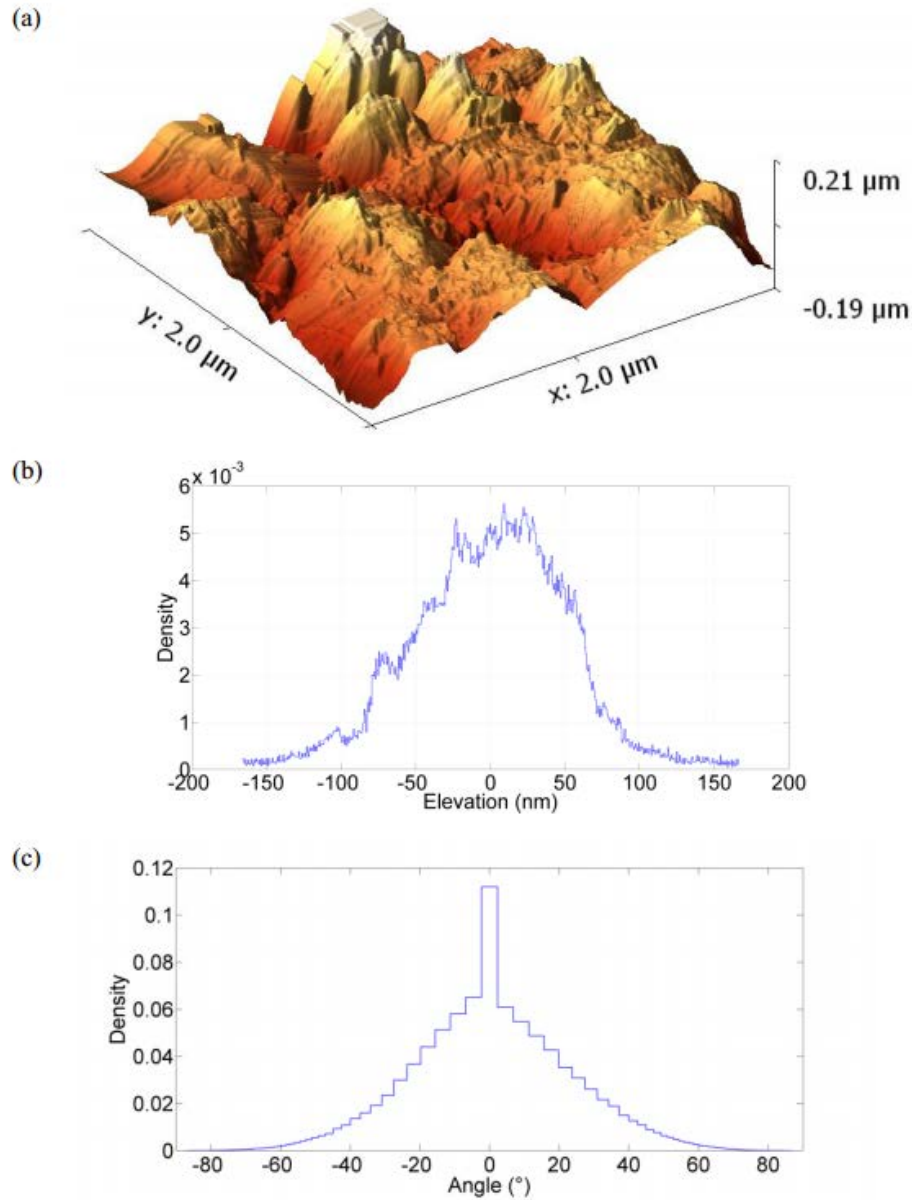 (a)
0.21 µm
-0.19 µm
y: 2.0 µm
x: 2.0 µm
(b)
6 x 10-3
5
4
3
2
1
0
Density
-200 -150 -100 -50 0 50 100 150 200
Elevation (nm)
(c)
0.12
0.1
0.08
0.06
0.04
0.02
0
Density
-80 -60 -40 -20 0 20 40 60 80
Angle (°)